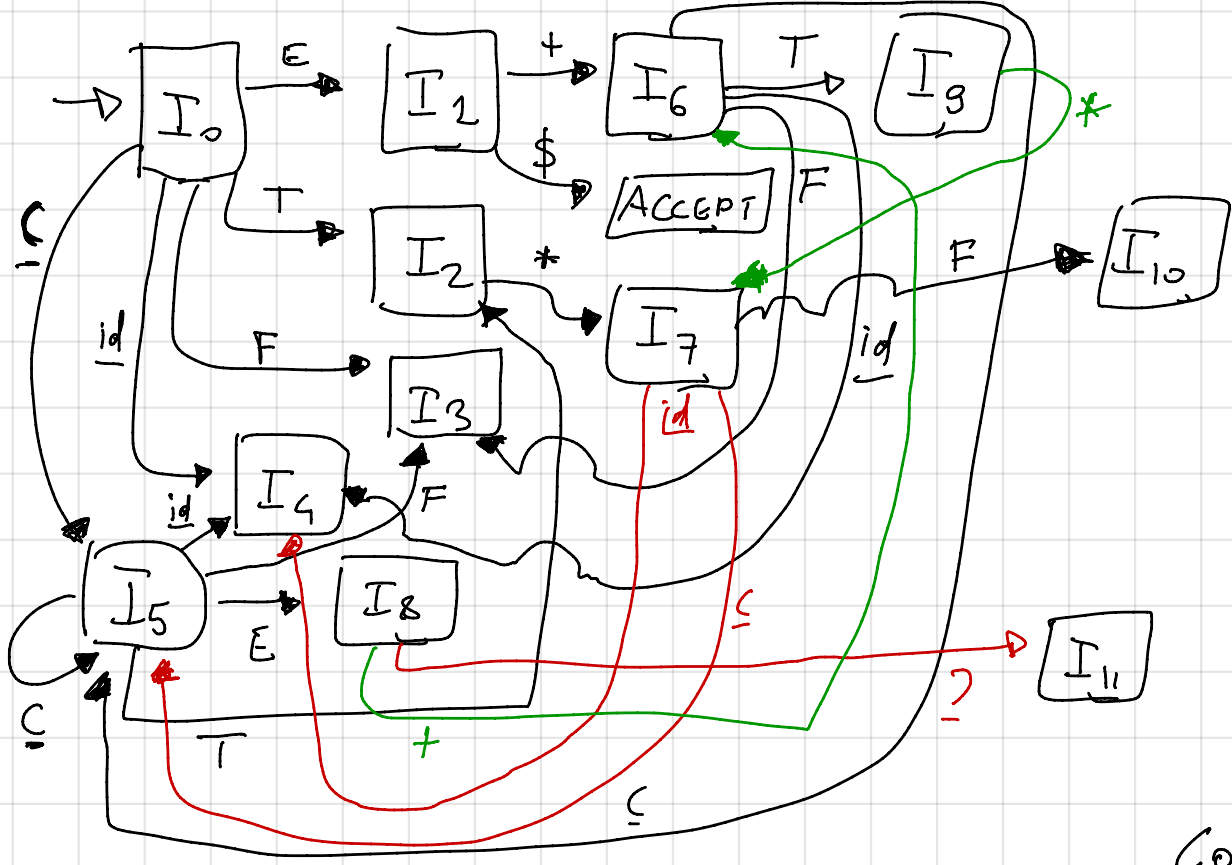 E
+
T
I0
I1
I6
I9
*
$
ACCEPT
F
(
T
I2
*
I7
F
I10
id
F
I3
id
id
I4
id
F
I5
E
I8
(
I11
)
(
T
+
(